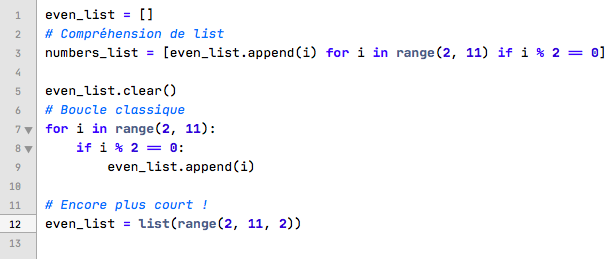 1 even_list = []
2 # Compréhension de list
3 numbers_list = [even_list.append(i) for i in range(2, 11) if i % 2 == 0]
4
5 even_list.clear()
6 # Boucle classique
7 for i in range(2, 11):
8     if i % 2 == 0:
9         even_list.append(i)
10
11 # Encore plus court !
12 even_list = list(range(2, 11, 2))
13